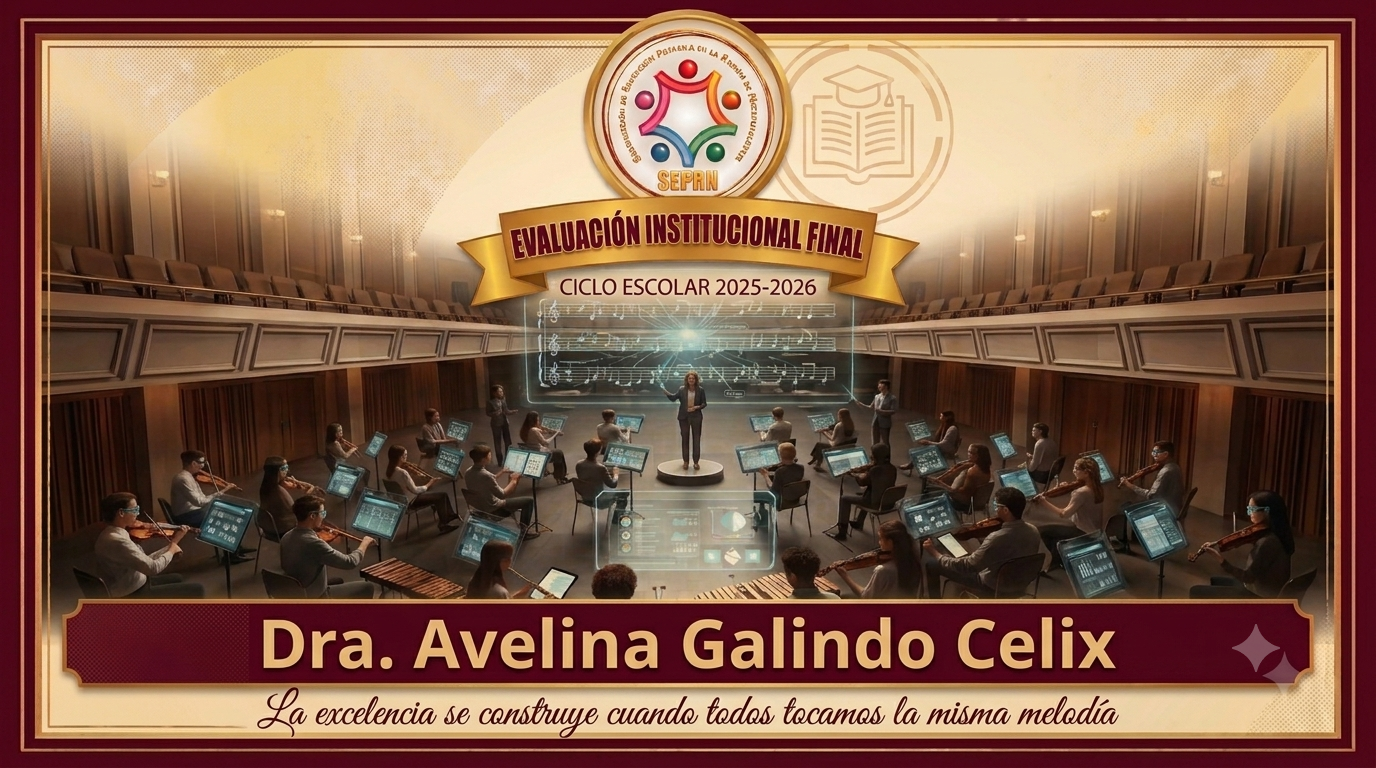 SEPRN
EVALUACIÓN INSTITUCIONAL FINAL
CICLO ESCOLAR 2025-2026
Dra. Avelina Galindo Celix
La excelencia se construye cuando todos tocamos la misma melodía